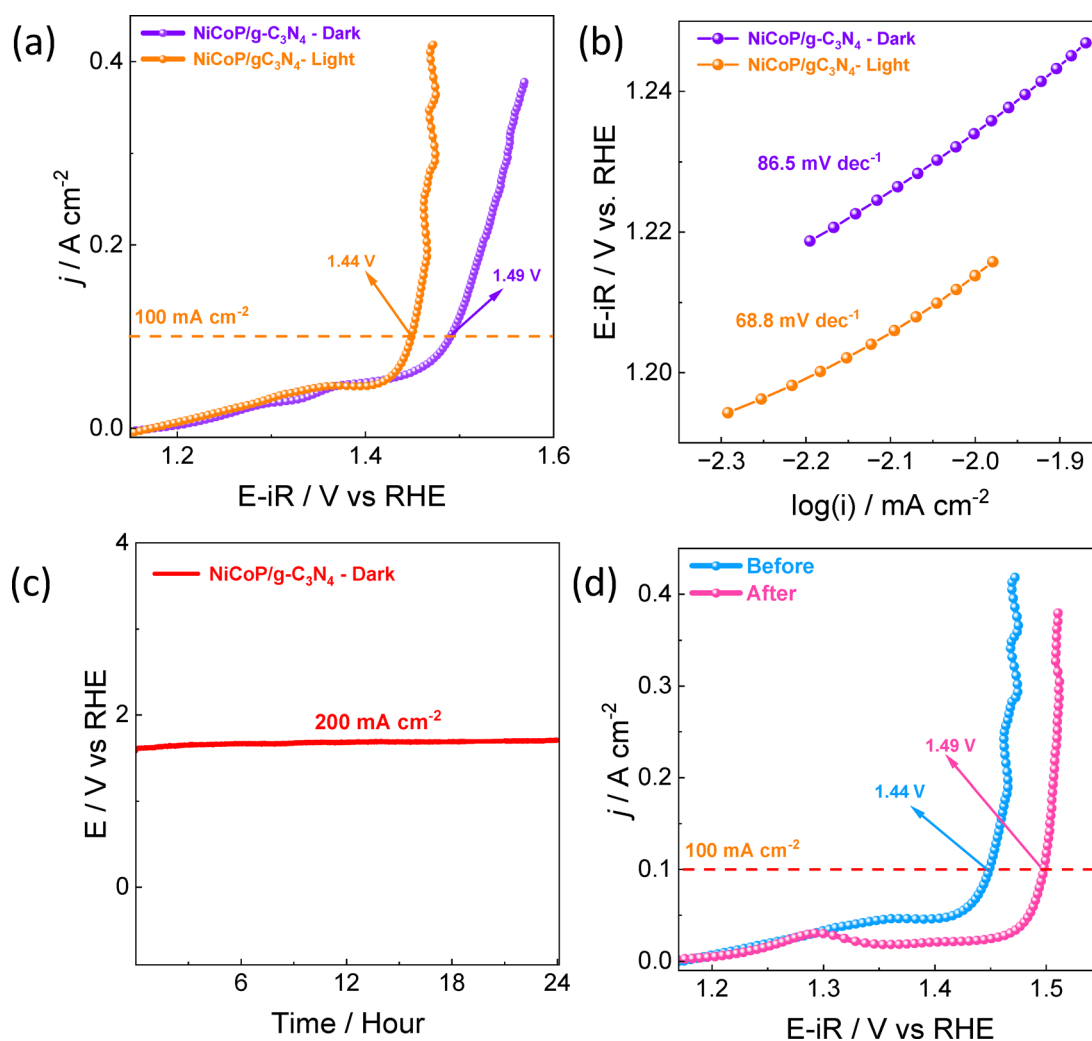 (a)
NiCoP/g-C₃N₄ - Dark
NiCoP/gC₃N₄- Light
0.4
0.2
0.0
j / A cm⁻²
1.44 V
1.49 V
100 mA cm⁻²
1.2
1.4
1.6
E-iR / V vs RHE
(b)
NiCoP/g-C₃N₄ - Dark
NiCoP/gC₃N₄- Light
1.24
1.22
1.20
E-iR / V vs. RHE
86.5 mV dec⁻¹
68.8 mV dec⁻¹
−2.3
−2.2
−2.1
−2.0
−1.9
log(i) / mA cm⁻²
(c)
NiCoP/g-C₃N₄ - Dark
4
2
0
E / V vs RHE
200 mA cm⁻²
6
12
18
24
Time / Hour
(d)
Before
After
0.4
0.3
0.2
0.1
0.0
j / A cm⁻²
1.49 V
1.44 V
100 mA cm⁻²
1.2
1.3
1.4
1.5
E-iR / V vs RHE